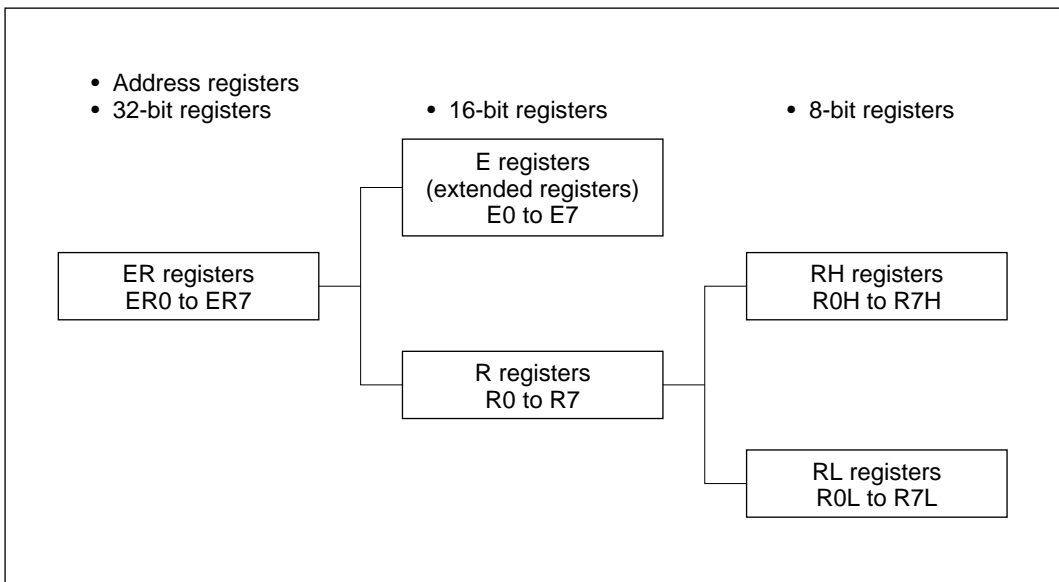 • Address registers
• 32-bit registers
• 16-bit registers
• 8-bit registers
E registers
(extended registers)
E0 to E7
ER registers
ER0 to ER7
RH registers
R0H to R7H
R registers
R0 to R7
RL registers
R0L to R7L